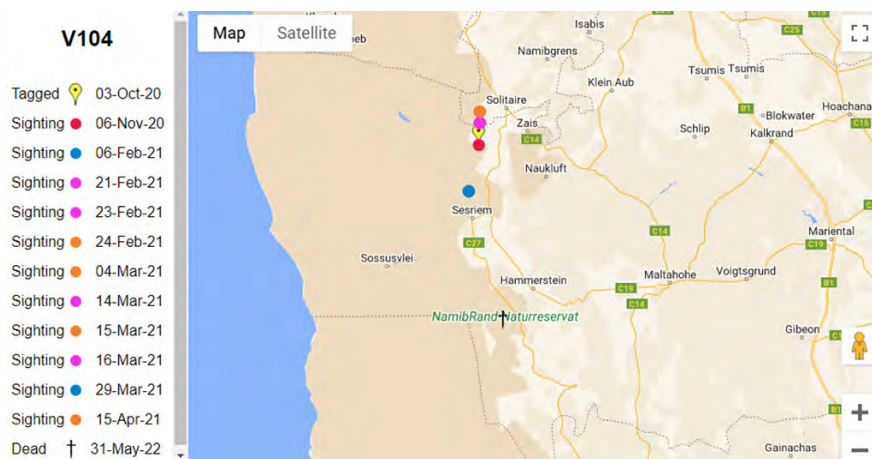 V104
Tagged 03-Oct-20
Sighting 06-Nov-20
Sighting 06-Feb-21
Sighting 21-Feb-21
Sighting 23-Feb-21
Sighting 24-Feb-21
Sighting 04-Mar-21
Sighting 14-Mar-21
Sighting 15-Mar-21
Sighting 16-Mar-21
Sighting 29-Mar-21
Sighting 15-Apr-21
Dead † 31-May-22
Map Satellite
Isabis
C25
C15
Namibgrens
Klein Aub
Tsumis Tsumis
Solitaire
B1
Blokwater
Hoachana
C15
Zais
C14
Schlip
Kalkrand
Naukluft
Sesriem
C14
Mariental
C19
C27
Sossusvlei
Hammerstein
Maltahohe
Voigtsgrund
C19
B1
C14
NamibRand Naturreservat
Gibeon
B1
Gainachas